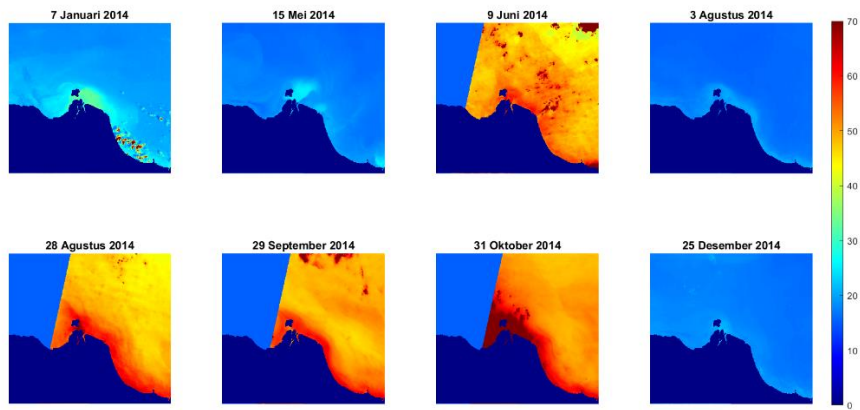 7 Januari 2014
15 Mei 2014
9 Juni 2014
3 Agustus 2014
70
60
50
40
30
20
10
0
28 Agustus 2014
29 September 2014
31 Oktober 2014
25 Desember 2014